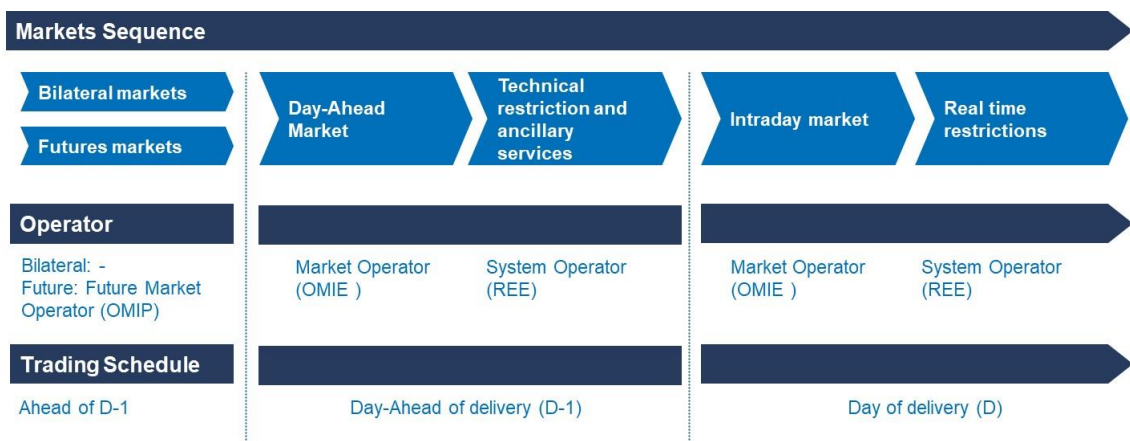 Markets Sequence
Bilateral markets
Futures markets
Day-Ahead
Market
Technical
restriction and
ancillary
services
Intraday market
Real time
restrictions
Operator
Bilateral: -
Future: Future Market
Operator (OMIP)
Market Operator
(OMIE )
System Operator
(REE)
Market Operator
(OMIE )
System Operator
(REE)
Trading Schedule
Ahead of D-1
Day-Ahead of delivery (D-1)
Day of delivery (D)